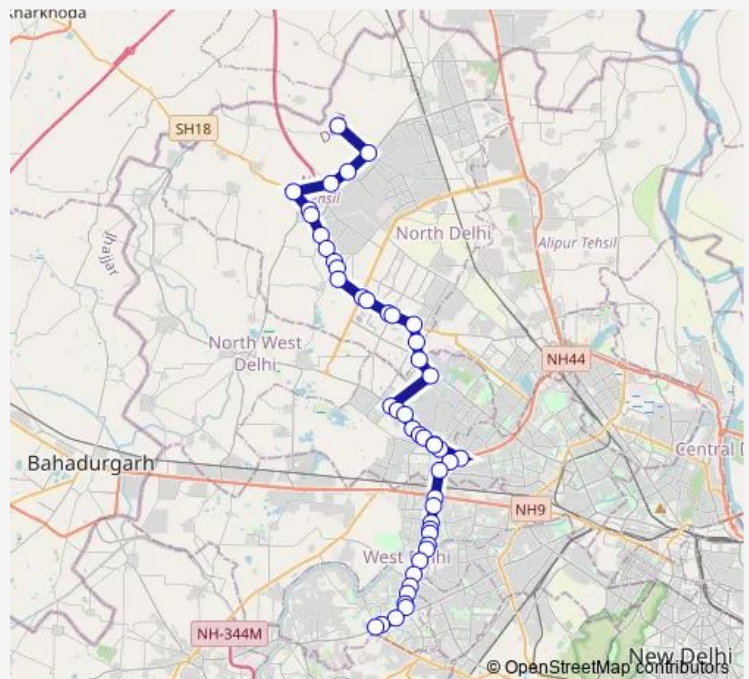 Kharkhoda
SH18
North Delhi
Alipur Tehsil
Jhajjar
North West
Delhi
NH44
Bahadurgarh
Central D
NH9
West Delhi
NH-344M
New Delhi
© OpenStreetMap contributors